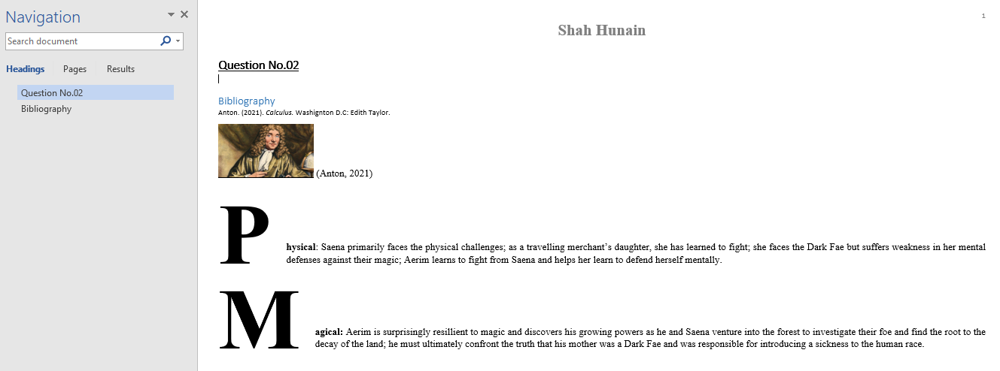 Navigation
Search document
Headings Pages Results
Question No.02
Bibliography
1
Shah Hunain
Question No.02
Bibliography
Anton. (2021). Calculus. Washignton D.C: Edith Taylor.
(Anton, 2021)
Physical: Saena primarily faces the physical challenges; as a travelling merchant’s daughter, she has learned to fight; she faces the Dark Fae but suffers weakness in her mental
defenses against their magic; Aerim learns to fight from Saena and helps her learn to defend herself mentally.
Magical: Aerim is surprisingly resillient to magic and discovers his growing powers as he and Saena venture into the forest to investigate their foe and find the root to the
decay of the land; he must ultimately confront the truth that his mother was a Dark Fae and was responsible for introducing a sickness to the human race.